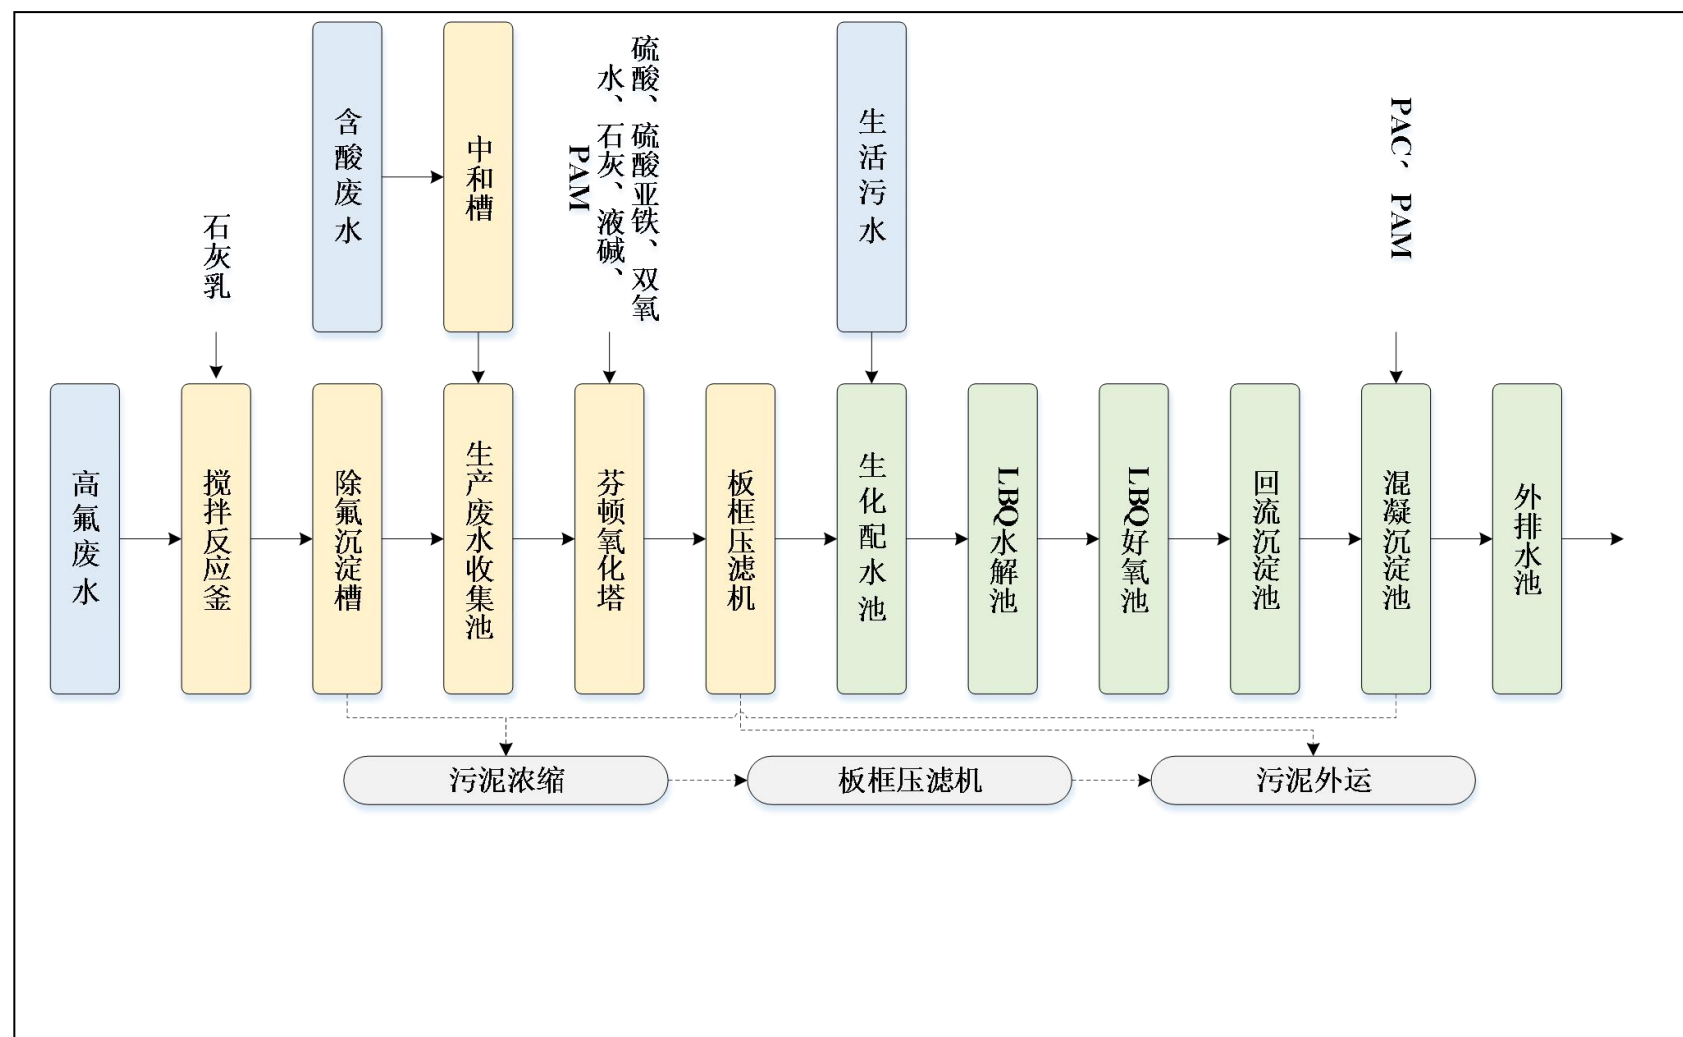 含酸废水
中和槽
硫酸、硫酸亚铁、双氧
水、石灰、液碱、
PAM
生活污水
PAC、PAM
石灰乳
高氟废水
搅拌反应釜
除氟沉淀槽
生产废水收集池
芬顿氧化塔
板框压滤机
生化配水池
LBQ水解池
LBQ好氧池
回流沉淀池
混凝沉淀池
外排水池
污泥浓缩
板框压滤机
污泥外运